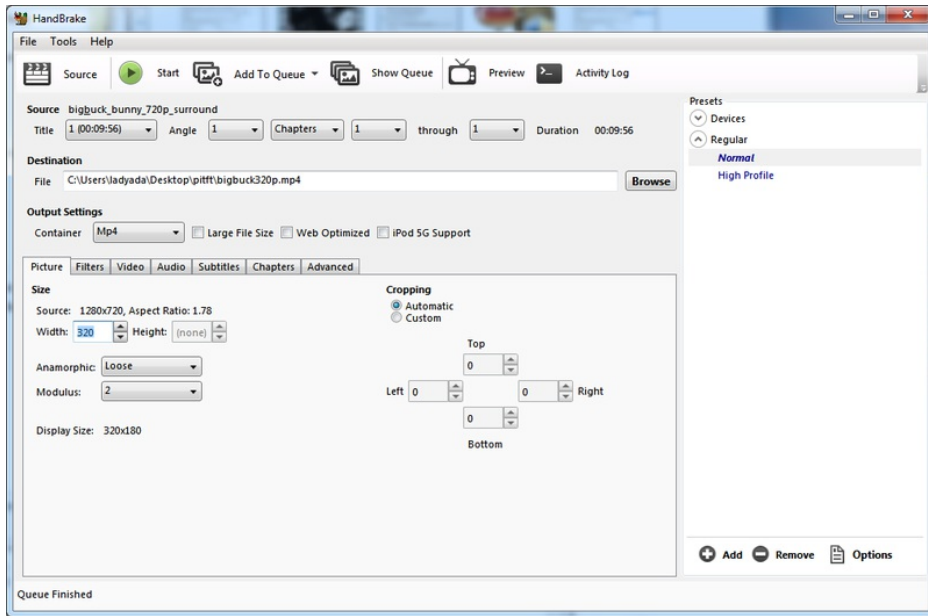 HandBrake
File Tools Help
Source Start Add To Queue Show Queue Preview Activity Log
Source bigbuck_bunny_720p_surround
Title 1 (00:09:56) Angle 1 Chapters 1 through 1 Duration 00:09:56
Destination
File C:\Users\ladyada\Desktop\pitft\bigbuck320p.mp4 Browse
Output Settings
Container Mp4 Large File Size Web Optimized iPod 5G Support
Picture Filters Video Audio Subtitles Chapters Advanced
Size
Source: 1280x720, Aspect Ratio: 1.78
Width: 320 Height: (none)
Anamorphic: Loose
Modulus: 2
Display Size: 320x180
Cropping
Automatic
Custom
Top
0
Left 0 0 Right
0
Bottom
Presets
Devices
Regular
Normal
High Profile
Add Remove Options
Queue Finished